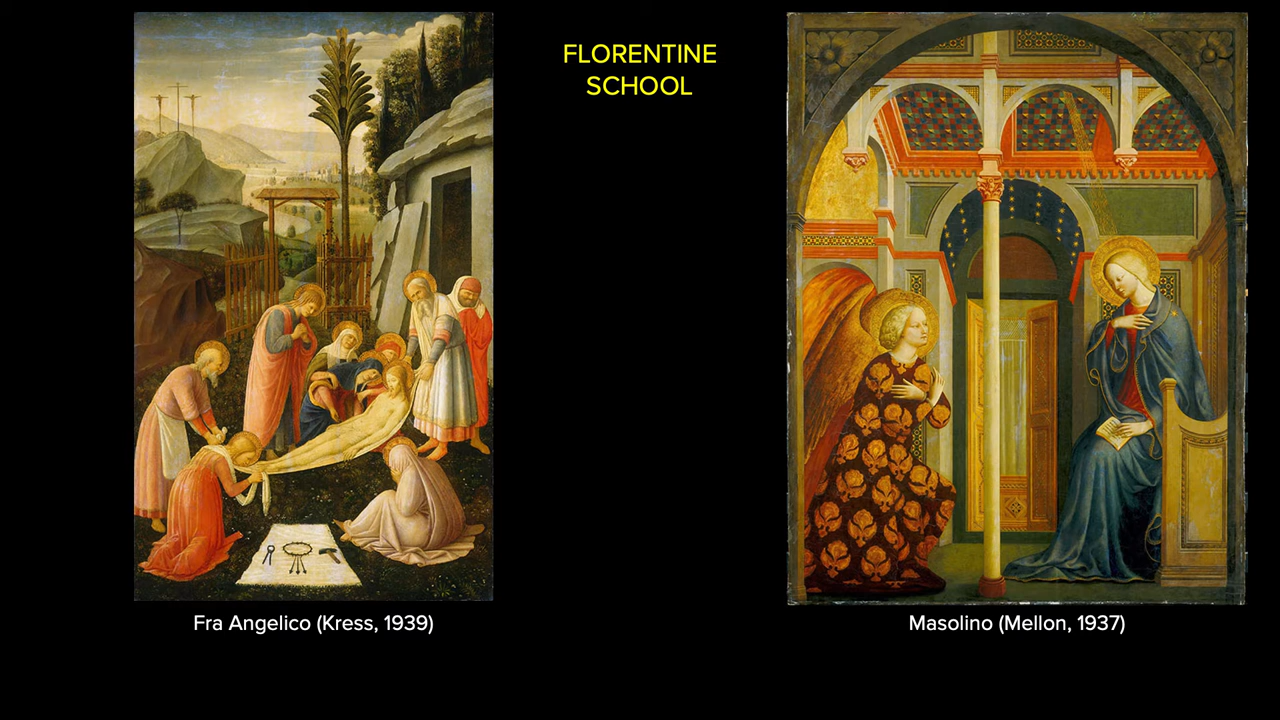 FLORENTINE
SCHOOL
Fra Angelico (Kress, 1939)
Masolino (Mellon, 1937)